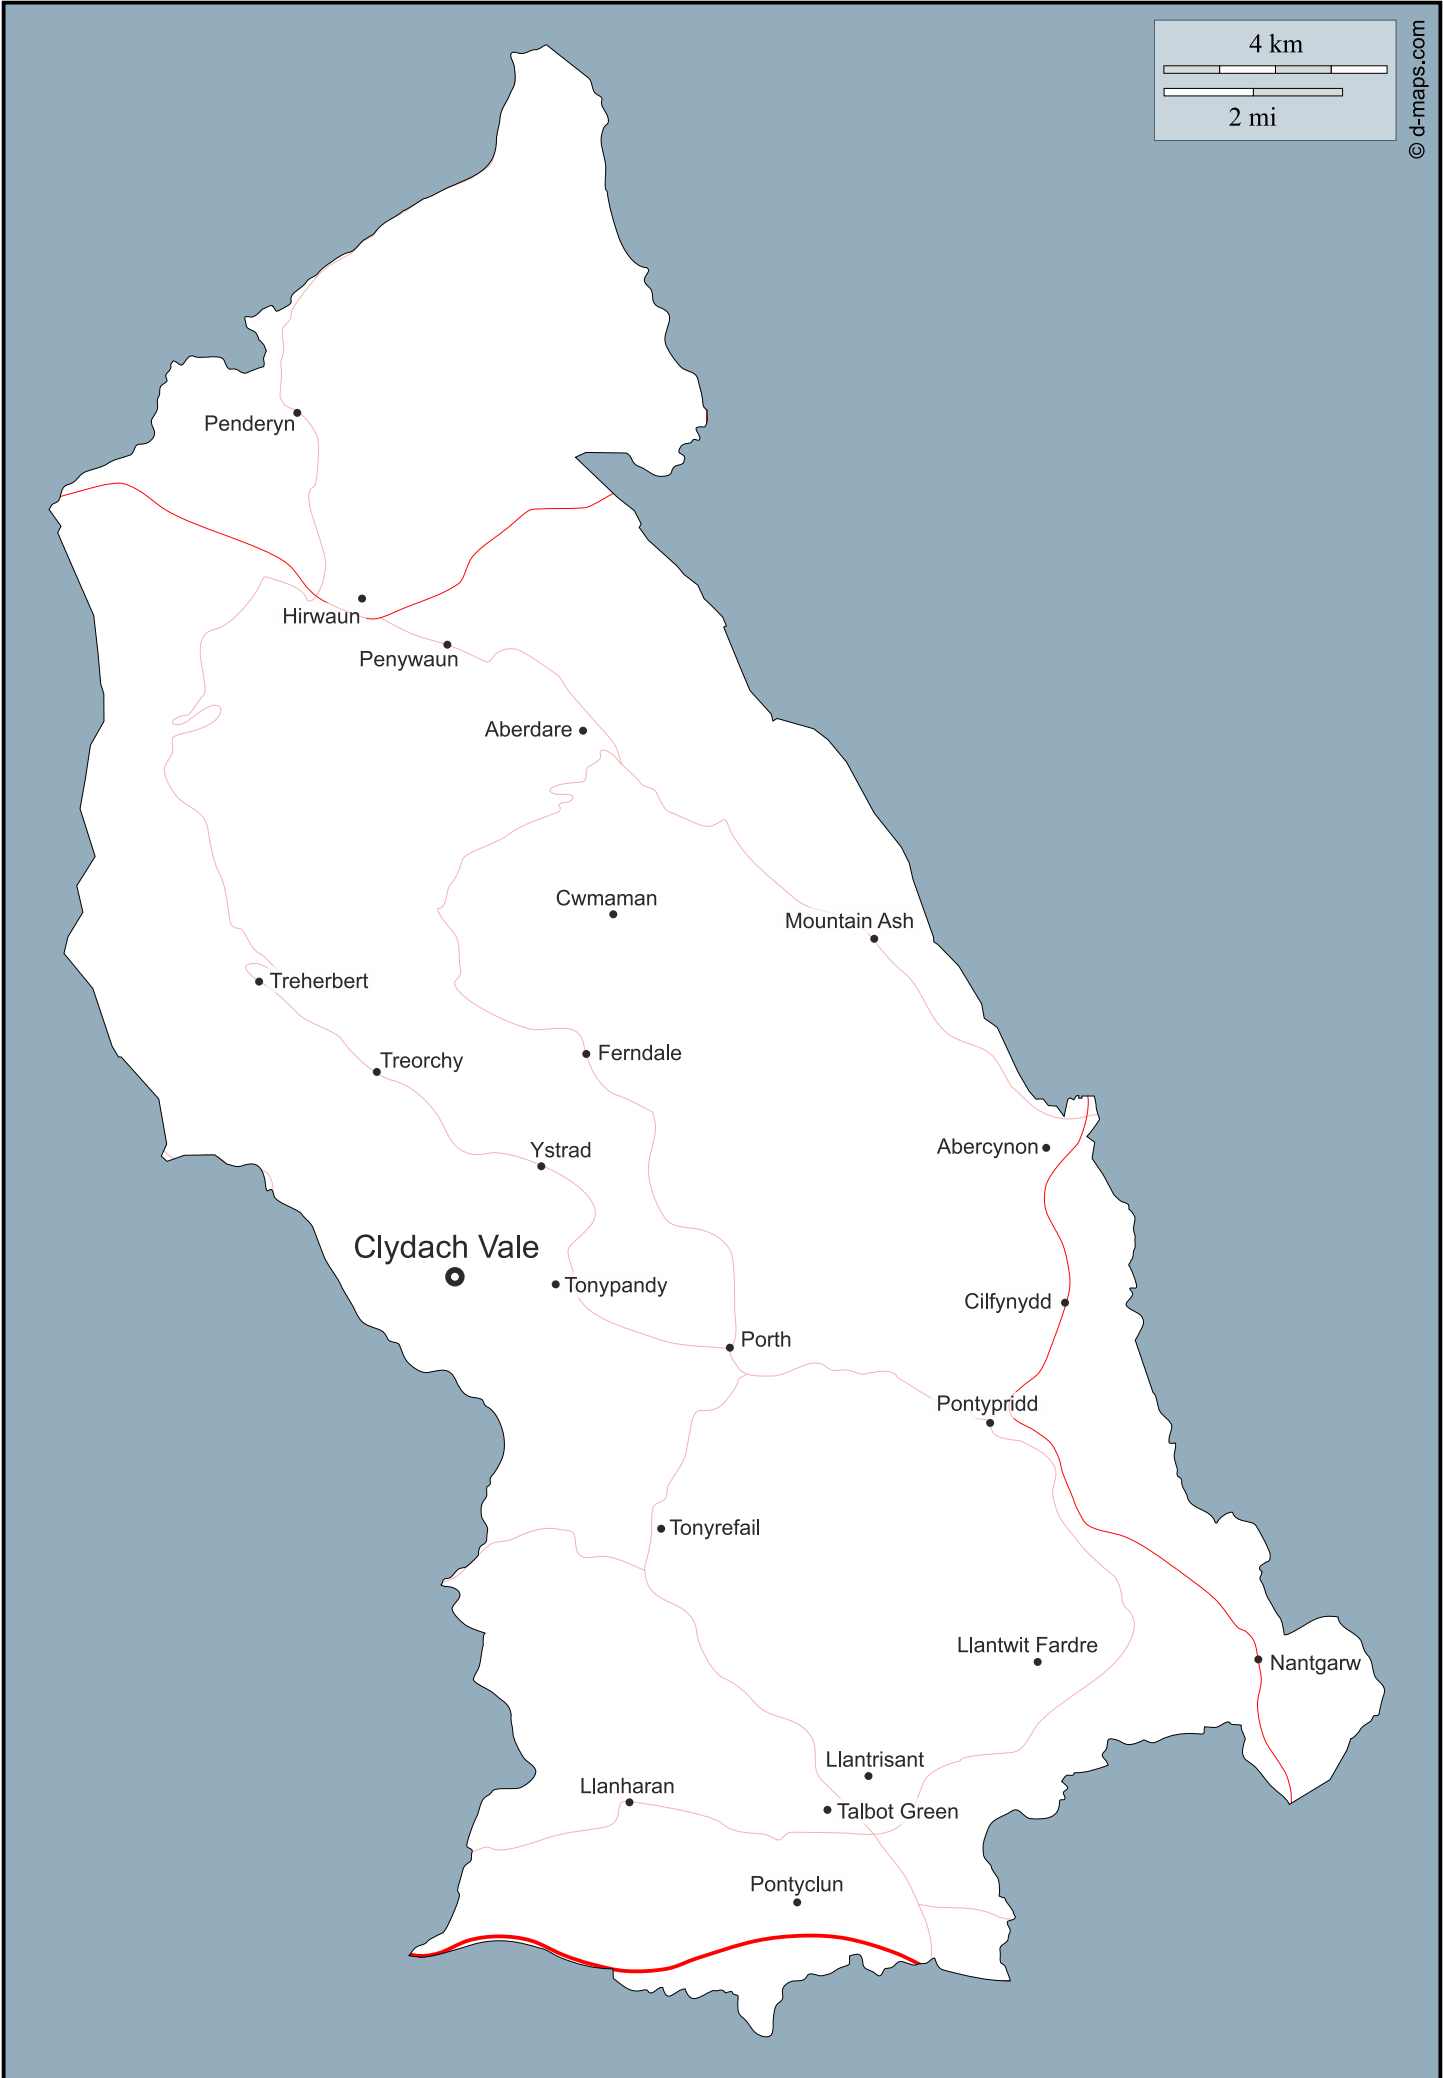 4 km
2 mi
© d-maps.com
Penderyn
Hirwaun
Penywaun
Aberdare
Cwmaman
Mountain Ash
Treherbert
Treorchy
Ferndale
Ystrad
Abercynon
Clydach Vale
Tonypandy
Cilfynydd
Porth
Pontypridd
Tonyrefail
Llantwit Fardre
Nantgarw
Llantrisant
Llanharan
Talbot Green
Pontyclun